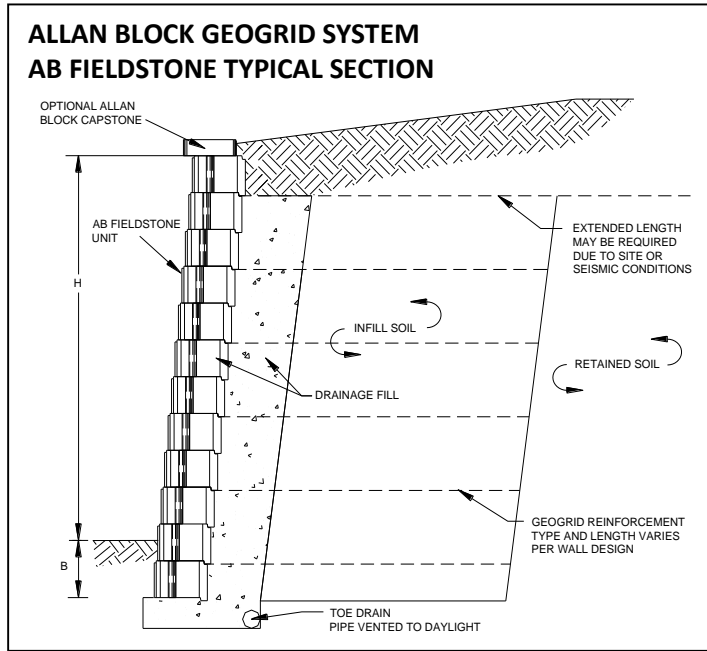 ALLAN BLOCK GEOGRID SYSTEM
AB FIELDSTONE TYPICAL SECTION
OPTIONAL ALLAN
BLOCK CAPSTONE
AB FIELDSTONE
UNIT
H
EXTENDED LENGTH
MAY BE REQUIRED
DUE TO SITE OR
SEISMIC CONDITIONS
INFILL SOIL
RETAINED SOIL
DRAINAGE FILL
GEOGRID REINFORCEMENT
TYPE AND LENGTH VARIES
PER WALL DESIGN
B
TOE DRAIN
PIPE VENTED TO DAYLIGHT